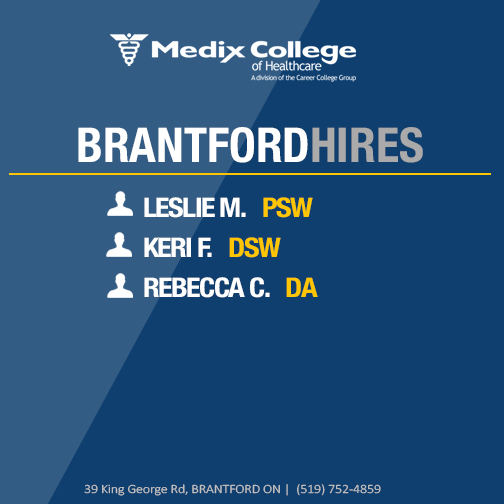 Medix College
of Healthcare
A division of the Career College Group
BRANTFORDHIRES
LESLIE M. PSW
KERI F. DSW
REBECCA C. DA
39 King George Rd, BRANTFORD ON | (519) 752-4859